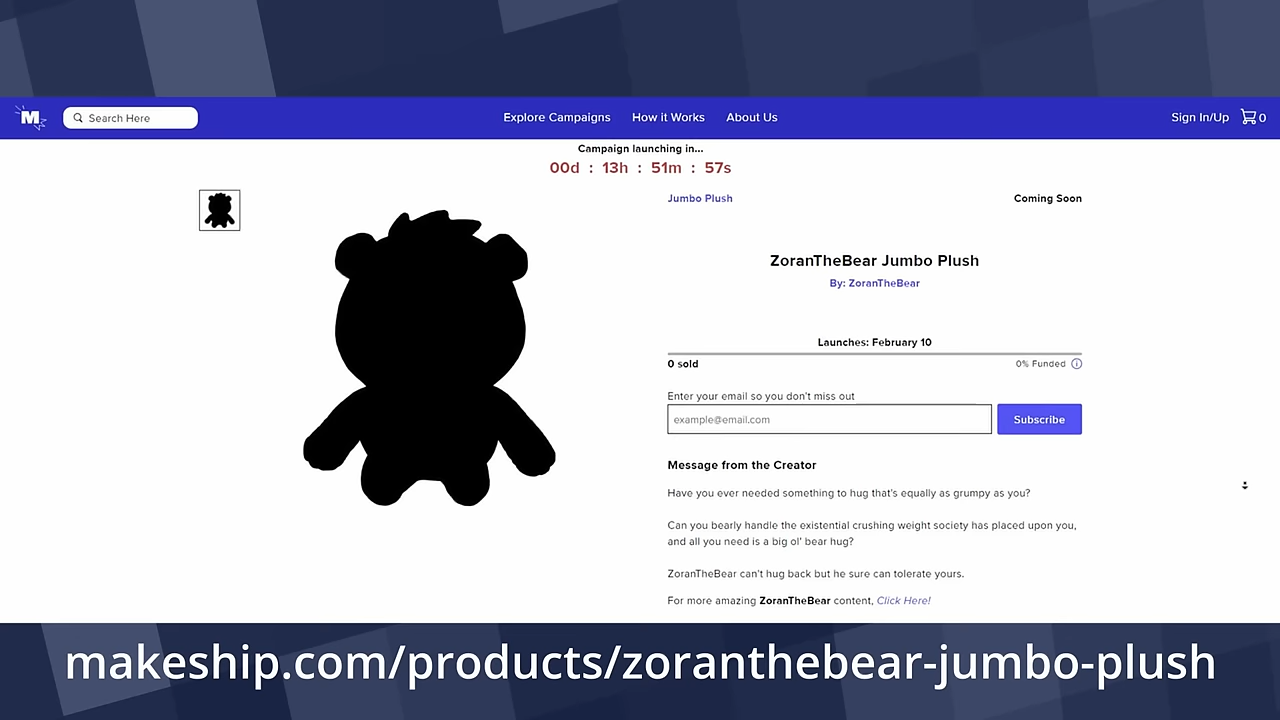 M
Search Here
Explore Campaigns
How it Works
About Us
Sign In/Up
0
Campaign launching in...
00d : 13h : 51m : 57s
Jumbo Plush
Coming Soon
ZoranTheBear Jumbo Plush
By: ZoranTheBear
Launches: February 10
0 sold
0% Funded
Enter your email so you don't miss out
example@email.com
Subscribe
Message from the Creator
Have you ever needed something to hug that's equally as grumpy as you?
Can you bearly handle the existential crushing weight society has placed upon you,
and all you need is a big ol' bear hug?
ZoranTheBear can't hug back but he sure can tolerate yours.
For more amazing ZoranTheBear content, Click Here!
makeship.com/products/zoranthebear-jumbo-plush